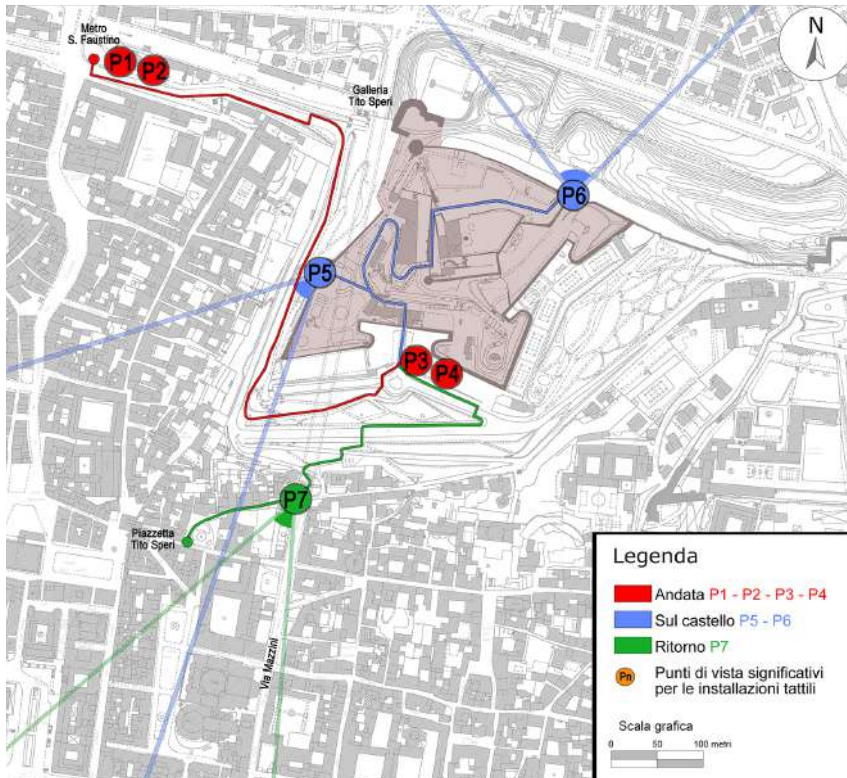 Metro
S. Faustino
P1
P2
N
Galleria
Tito Speri
P6
P5
P3
P4
P7
Piazzetta
Tito Speri
Via Mazzini
Legenda
Andata P1 - P2 - P3 - P4
Sul castello P5 - P6
Ritorno P7
Pn
Punti di vista significativi
per le installazioni tattili
Scala grafica
0 50 100 metri